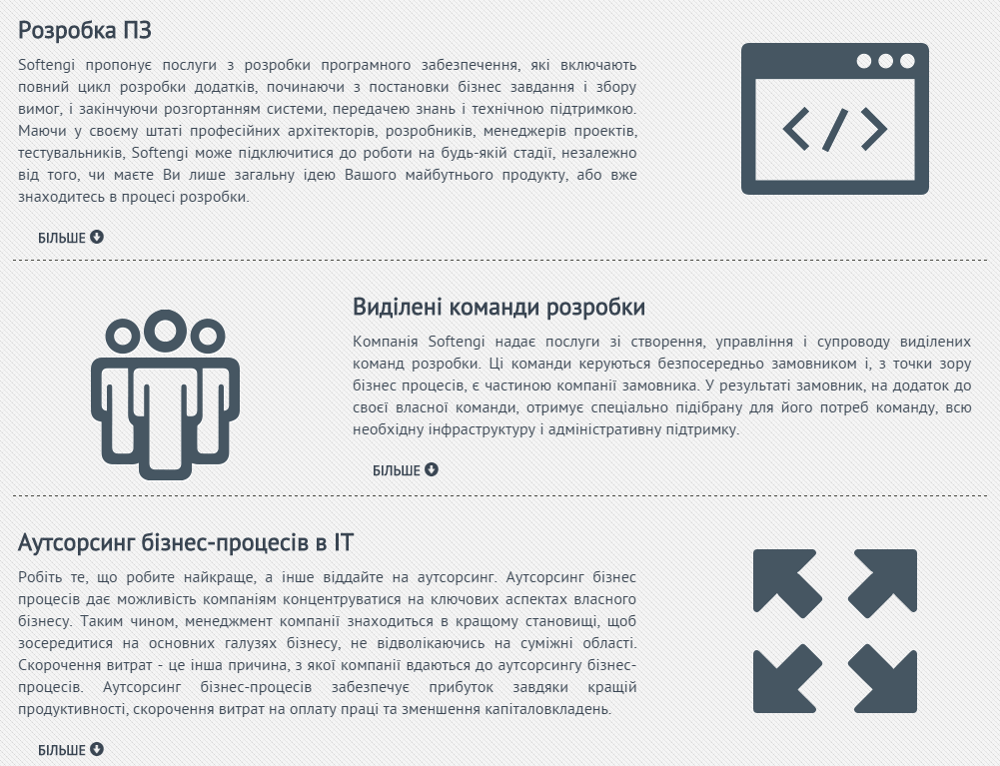 Розробка ПЗ
Softengi пропонує послуги з розробки програмного забезпечення, які включають
повний цикл розробки додатків, починаючи з постановки бізнес завдання і збору
вимог, і закінчуючи розгортанням системи, передачею знань і технічною підтримкою.
Маючи у своєму штаті професійних архітекторів, розробників, менеджерів проектів,
тестувальників, Softengi може підключитися до роботи на будь-якій стадії, незалежно
від того, чи маєте Ви лише загальну ідею Вашого майбутнього продукту, або вже
знаходитесь в процесі розробки.
БІЛЬШЕ
</>
Виділені команди розробки
Компанія Softengi надає послуги зі створення, управління і супроводу виділених
команд розробки. Ці команди керуються безпосередньо замовником і, з точки зору
бізнес процесів, є частиною компанії замовника. У результаті замовник, на додаток до
своєї власної команди, отримує спеціально підібрану для його потреб команду, всю
необхідну інфраструктуру і адміністративну підтримку.
БІЛЬШЕ
Аутсорсинг бізнес-процесів в ІТ
Робіть те, що робите найкраще, а інше віддайте на аутсорсинг. Аутсорсинг бізнес
процесів дає можливість компаніям концентруватися на ключових аспектах власного
бізнесу. Таким чином, менеджмент компанії знаходиться в кращому становищі, щоб
зосередитися на основних галузях бізнесу, не відволікаючись на суміжні області.
Скорочення витрат - це інша причина, з якої компанії вдаються до аутсорсингу бізнес-
процесів. Аутсорсинг бізнес-процесів забезпечує прибуток завдяки кращій
продуктивності, скорочення витрат на оплату праці та зменшення капіталовкладень.
БІЛЬШЕ